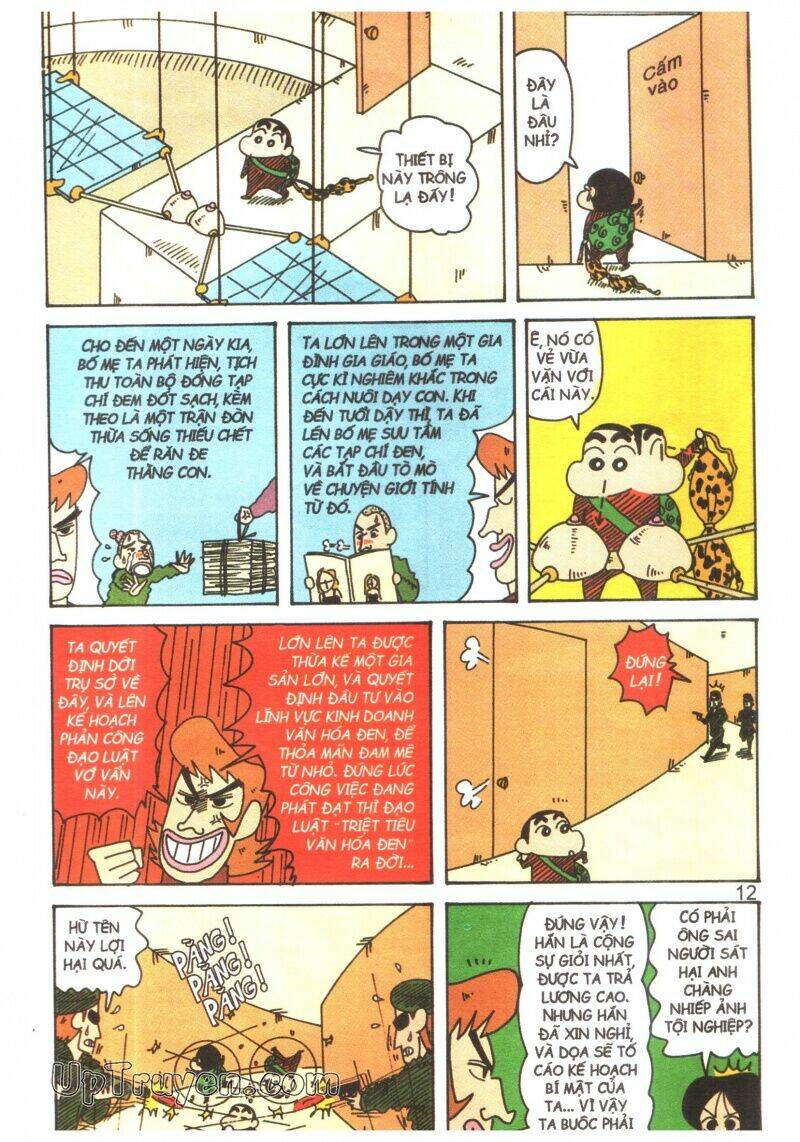 ĐÂY
LÀ
ĐÂU
NHỈ?
Cấm
vào
THIẾT BỊ
NÀY TRÔNG
LẠ ĐẤY!
Ê, NÓ CÓ
VẺ VỪA
VẶN VỚI
CÁI NÀY.
TA LỚN LÊN TRONG MỘT GIA
ĐÌNH GIA GIÁO, BỐ MẸ TA
CỰC KÌ NGHIÊM KHẮC TRONG
CÁCH NUÔI DẠY CON. KHI
ĐẾN TUỔI DẬY THÌ, TA ĐÃ
LÉN BỐ MẸ SƯU TẦM
CÁC TẠP CHÍ ĐEN,
VÀ BẮT ĐẦU TÒ MÒ
VỀ CHUYỆN GIỚI TÍNH
TỪ ĐÓ.
CHO ĐẾN MỘT NGÀY KIA,
BỐ MẸ TA PHÁT HIỆN, TỊCH
THU TOÀN BỘ ĐỐNG TẠP
CHÍ ĐEM ĐỐT SẠCH, KÈM
THEO LÀ MỘT TRẬN ĐÒN
THỪA SỐNG THIẾU CHẾT
ĐỂ RĂN ĐE
THẰNG CON.
ĐỨNG
LẠI!
LỚN LÊN TA ĐƯỢC
THỪA KẾ MỘT GIA
SẢN LỚN, VÀ QUYẾT
ĐỊNH ĐẦU TƯ VÀO
LĨNH VỰC KINH DOANH
VĂN HÓA ĐEN, ĐỂ
THỎA MÃN ĐAM MÊ
TỪ NHỎ. ĐÚNG LÚC
CÔNG VIỆC ĐANG
PHÁT ĐẠT THÌ ĐẠO
LUẬT "TRIỆT TIÊU
VĂN HÓA ĐEN"
RA ĐỜI...
TA QUYẾT
ĐỊNH DỜI
TRỤ SỞ VỀ
ĐÂY, VÀ LÊN
KẾ HOẠCH
PHẢN CÔNG
ĐẠO LUẬT
VỚ VẨN
NÀY.
12
CÓ PHẢI
ÔNG SAI
NGƯỜI SÁT
HẠI ANH
CHÀNG
NHIẾP ẢNH
TỘI NGHIỆP?
ĐÚNG VẬY!
HẮN LÀ CỘNG
SỰ GIỎI NHẤT,
ĐƯỢC TA TRẢ
LƯƠNG CAO.
NHƯNG HẮN
ĐÃ XIN NGHỈ,
VÀ DỌA SẼ TỐ
CÁO KẾ HOẠCH
BÍ MẬT CỦA
TA... VÌ VẬY
TA BUỘC PHẢI
HỪ TÊN
NÀY LỢI
HẠI QUÁ.
PẰNG!
PẰNG!
PẰNG!
UpTruyen.com